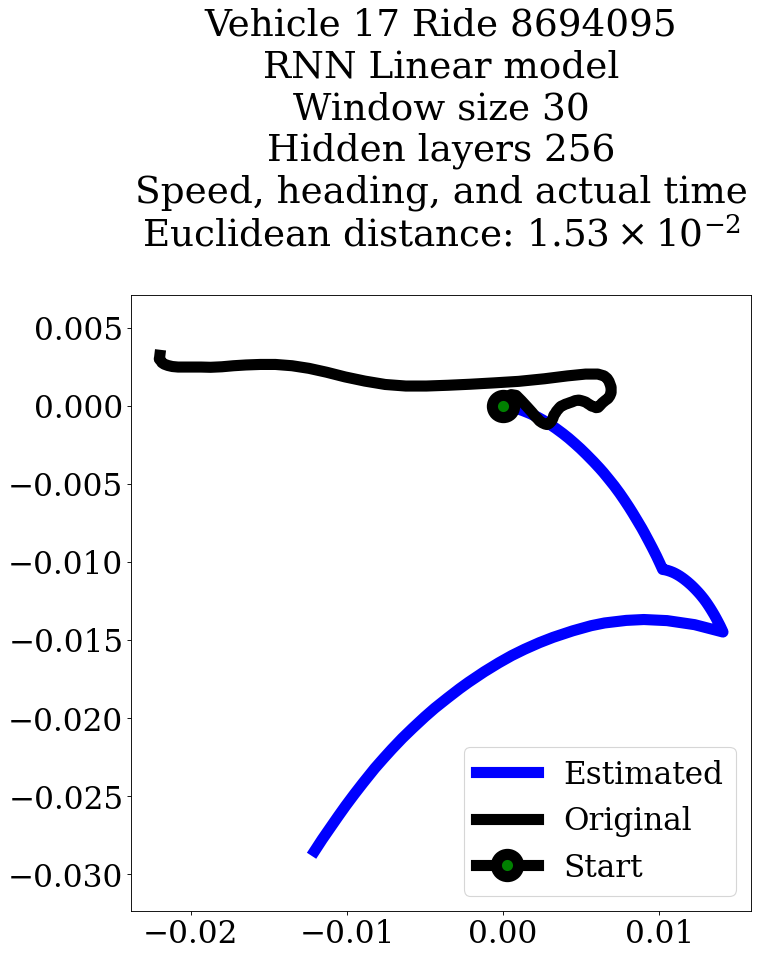 Vehicle 17 Ride 8694095
RNN Linear model
Window size 30
Hidden layers 256
Speed, heading, and actual time
Euclidean distance: 1.53 × 10⁻²
0.005
0.000
−0.005
−0.010
−0.015
−0.020
−0.025
−0.030
Estimated
Original
Start
−0.02 −0.01 0.00 0.01